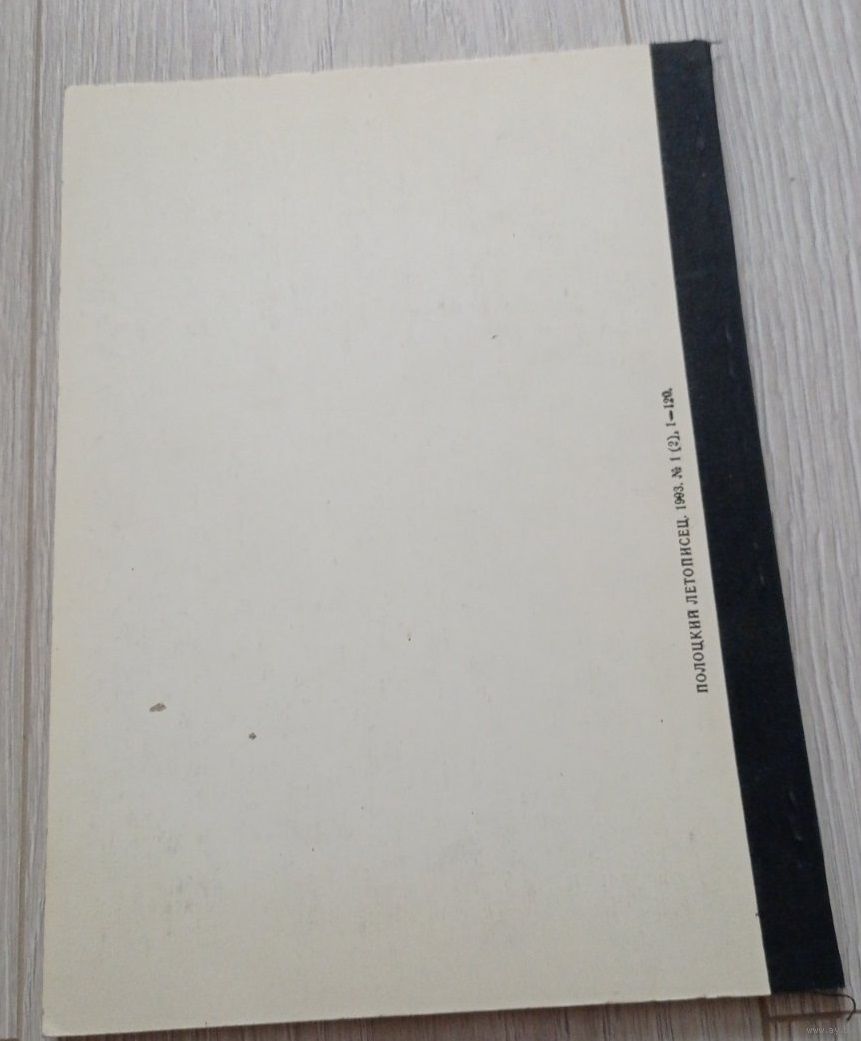 ПОЛОЦКИЙ ЛЕТОПИСЕЦ. 1993. № 1 (2), 1—120.